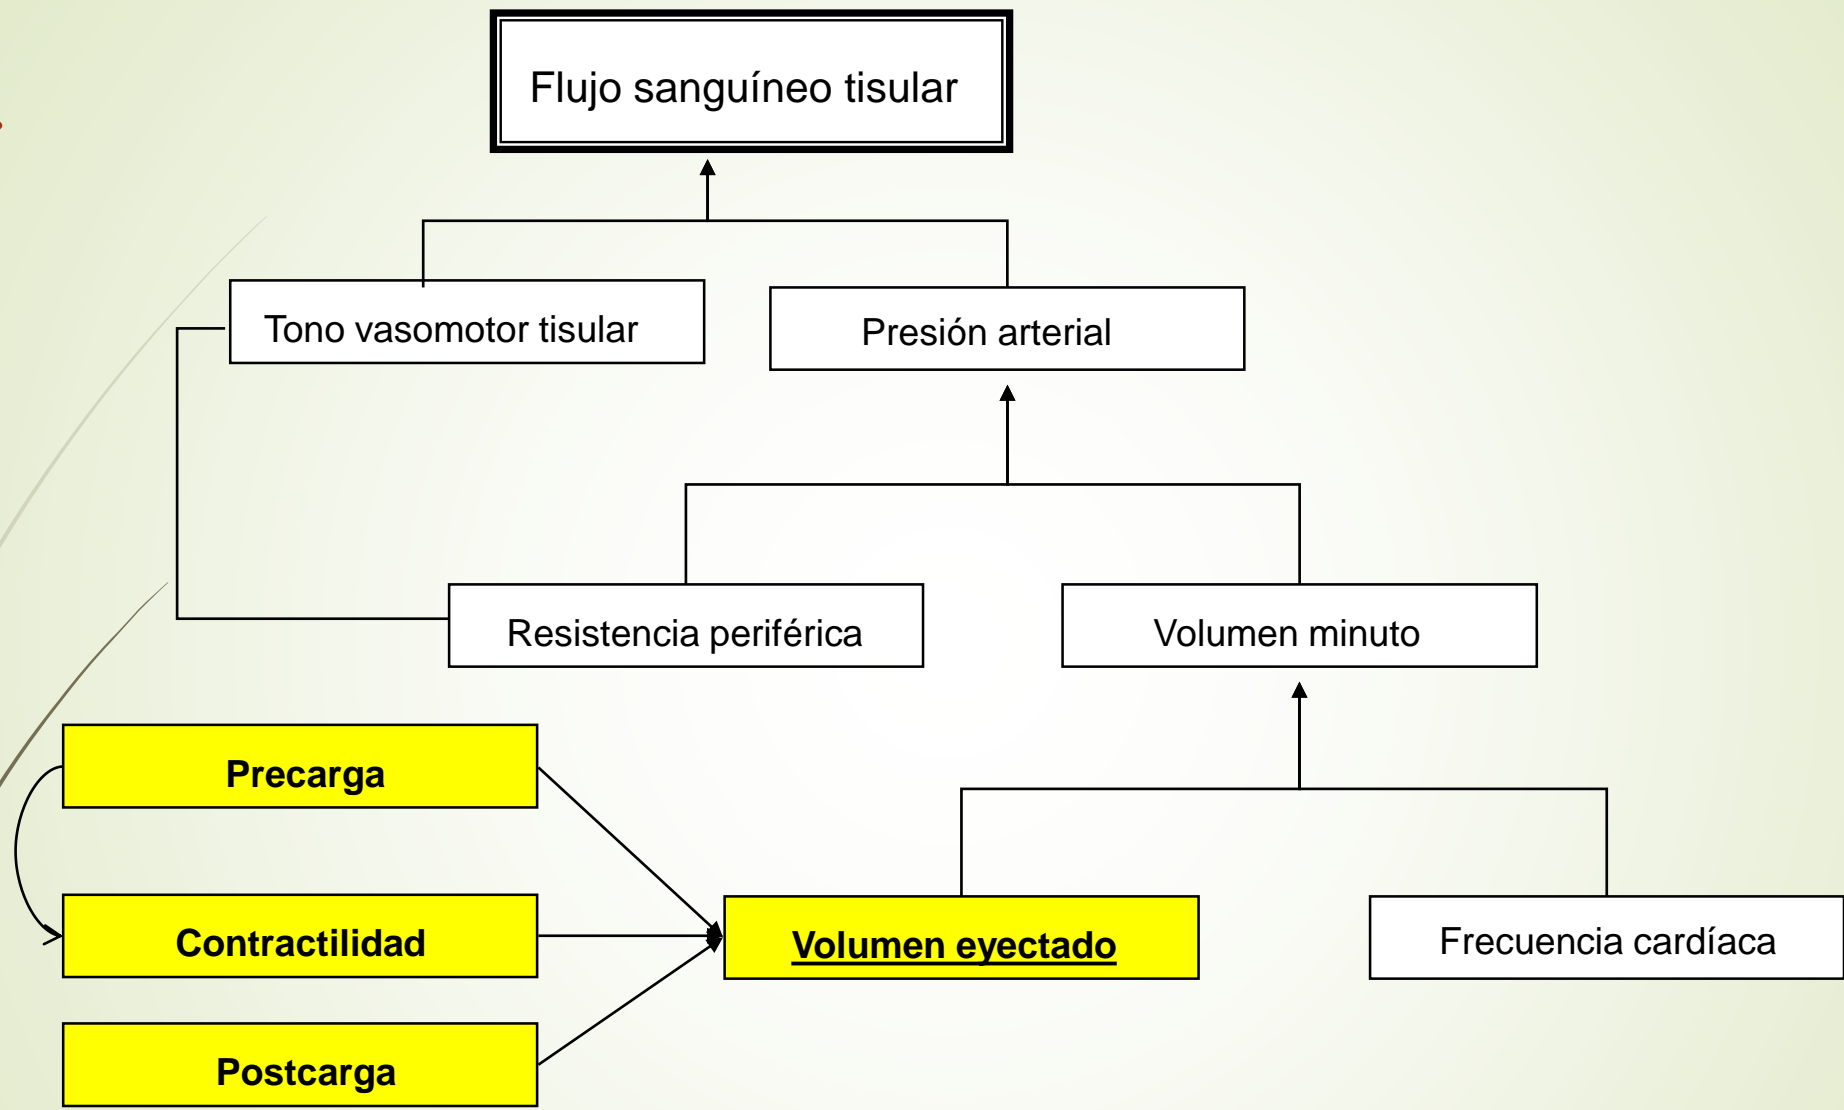 Flujo sanguíneo tisular
Tono vasomotor tisular
Presión arterial
Resistencia periférica
Volumen minuto
Precarga
Contractilidad
Volumen eyectado
Frecuencia cardíaca
Postcarga